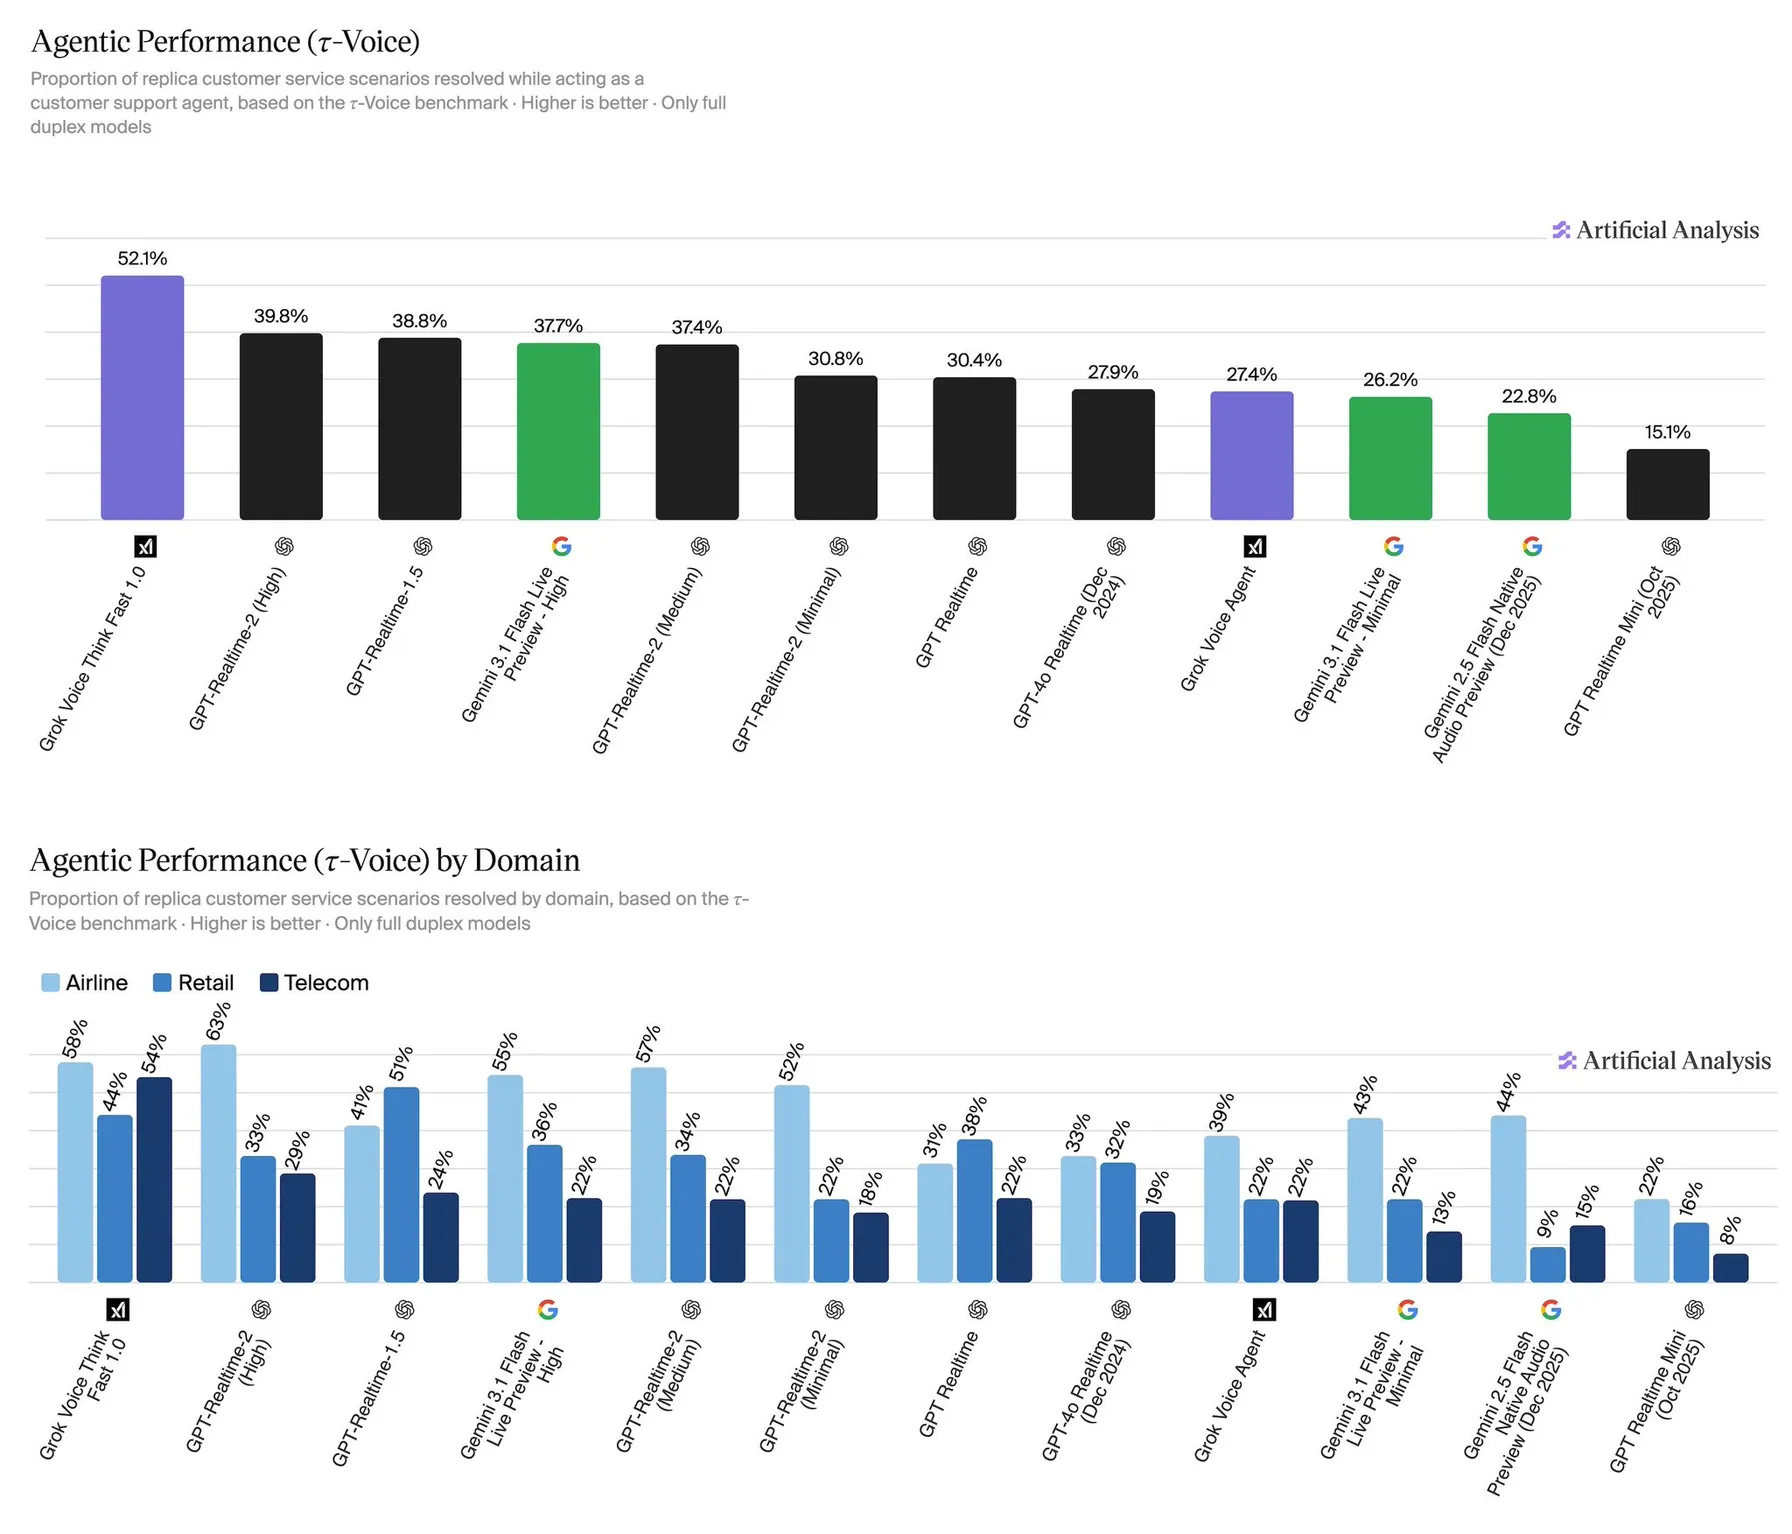 Agentic Performance (τ-Voice)
Proportion of replica customer service scenarios resolved while acting as a
customer support agent, based on the τ-Voice benchmark · Higher is better · Only full
duplex models
Artificial Analysis
52.1%
39.8%
38.8%
37.7%
37.4%
30.8%
30.4%
27.9%
27.4%
26.2%
22.8%
15.1%
Grok Voice Think Fast 1.0
GPT-Realtime-2 (High)
GPT-Realtime-1.5
Gemini 3.1 Flash Live
Preview - High
GPT-Realtime-2 (Medium)
GPT-Realtime-2 (Minimal)
GPT Realtime
GPT-4o Realtime (Dec
2024)
Grok Voice Agent
Gemini 3.1 Flash Live
Preview - Minimal
Gemini 2.5 Flash Native
Audio Preview (Dec 2025)
GPT Realtime Mini (Oct
2025)
Agentic Performance (τ-Voice) by Domain
Proportion of replica customer service scenarios resolved by domain, based on the τ-
Voice benchmark · Higher is better · Only full duplex models
Airline
Retail
Telecom
Artificial Analysis
58%
44%
54%
63%
33%
29%
41%
51%
24%
55%
36%
22%
57%
34%
22%
52%
22%
18%
31%
38%
22%
33%
32%
19%
39%
22%
22%
43%
22%
13%
44%
9%
15%
22%
16%
8%
Grok Voice Think
Fast 1.0
GPT-Realtime-2
(High)
GPT-Realtime-1.5
Gemini 3.1 Flash
Live Preview -
High
GPT-Realtime-2
(Medium)
GPT-Realtime-2
(Minimal)
GPT Realtime
GPT-4o Realtime
(Dec 2024)
Grok Voice Agent
Gemini 3.1 Flash
Live Preview -
Minimal
Gemini 2.5 Flash
Native Audio
Preview (Dec 2025)
GPT Realtime Mini
(Oct 2025)